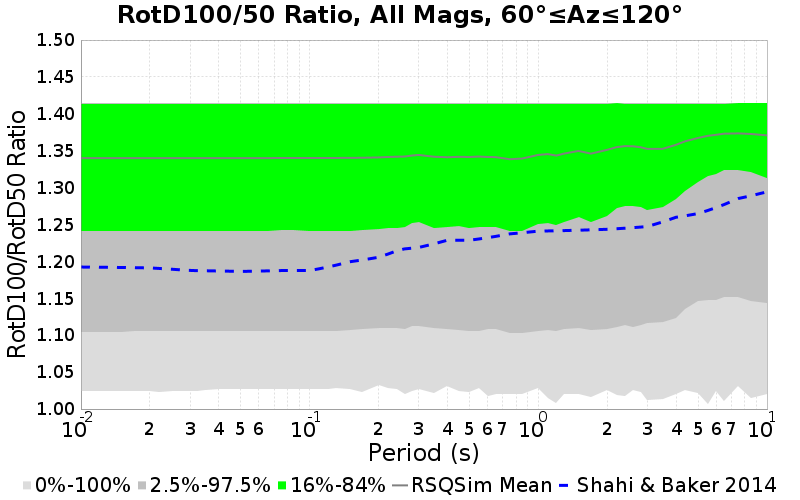 RotD100/50 Ratio, All Mags, 60°≤Az≤120°
1.50
1.45
1.40
1.35
1.30
1.25
1.20
1.15
1.10
1.05
1.00
RotD100/RotD50 Ratio
10-2 2 3 4 5 6 10-1 2 3 4 5 6 7 100 2 3 4 5 6 7 101
Period (s)
0%-100% 2.5%-97.5% 16%-84% RSQSim Mean Shahi & Baker 2014